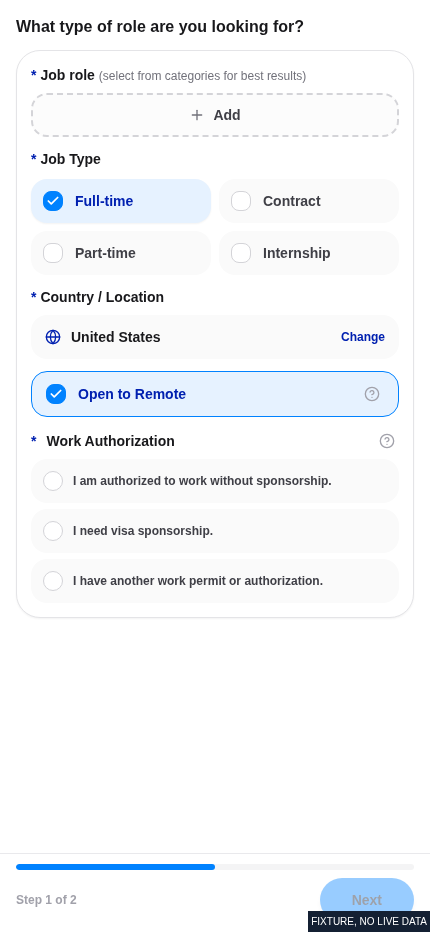 What type of role are you looking for?
* Job role (select from categories for best results)
+ Add
* Job Type
Full-time
Contract
Part-time
Internship
* Country / Location
United States
Change
Open to Remote
* Work Authorization
I am authorized to work without sponsorship.
I need visa sponsorship.
I have another work permit or authorization.
Step 1 of 2
Next
FIXTURE, NO LIVE DATA